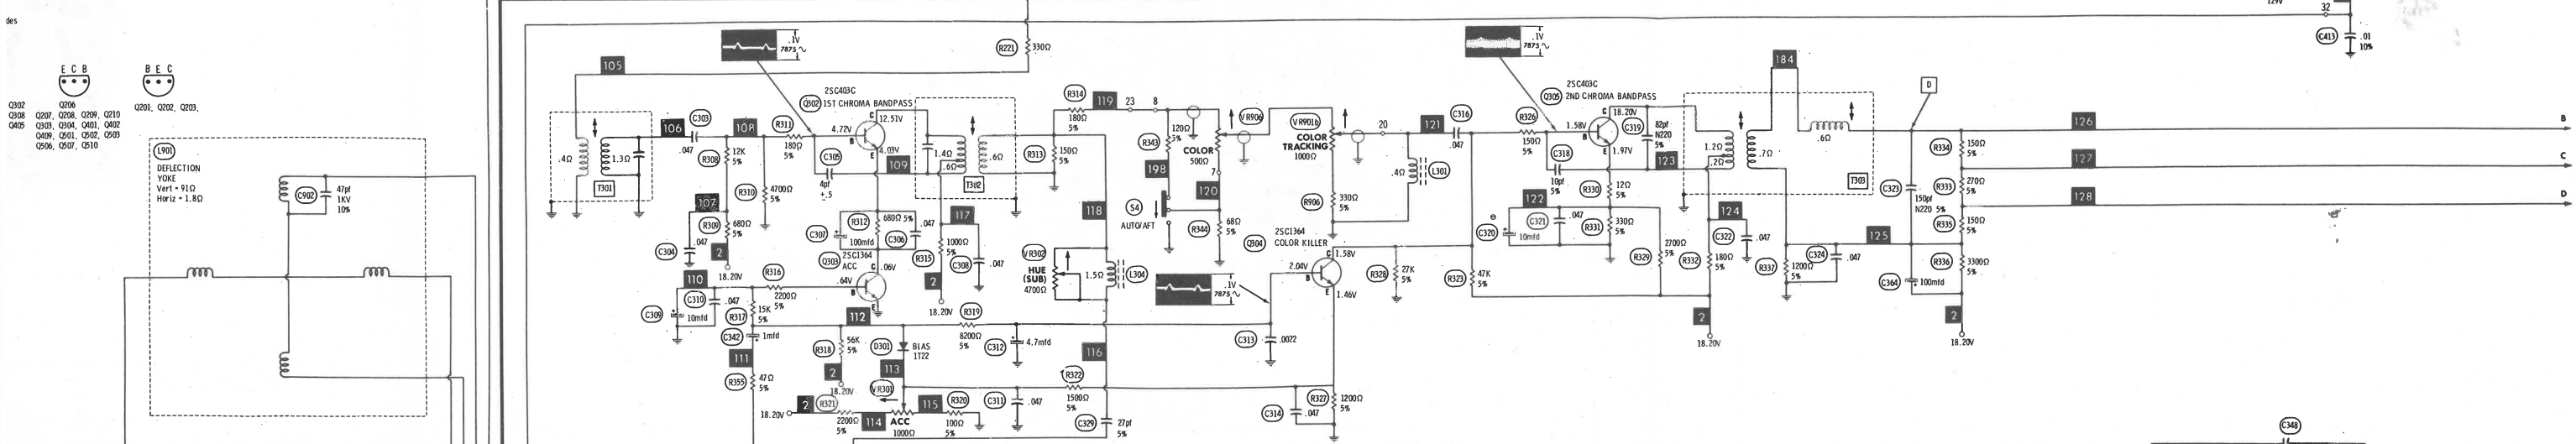 des
E C B
B E C
Q302
Q308
Q405
Q206
Q207, Q208, Q209, Q210
Q303, Q304, Q401, Q402
Q409, Q501, Q502, Q503
Q506, Q507, Q510
Q201, Q202, Q203,
L901
DEFLECTION
YOKE
Vert = 91Ω
Horiz = 1.8Ω
C902
47pf
1KV
10%
105
R221
330Ω
.1V
7875
.4Ω
1.3Ω
T301
106
C303
.047
108
R308
12K
5%
R310
4700Ω
5%
R311
180Ω
5%
C305
4pf
±.5
2SC403C
Q302 1ST CHROMA BANDPASS
C
12.51V
4.72V
B
E
4.03V
109
1.4Ω
.6Ω
.6Ω
T302
107
R309
680Ω
5%
2
18.20V
C304
.047
C307
100mfd
R312
680Ω 5%
C306
.047
2SC1364
Q303
ACC
C
.06V
.64V
B
E
117
R315
1000Ω
5%
C308
.047
2
18.20V
110
C309
10mfd
C310
.047
R316
2200Ω
5%
R317
15K
5%
C342
1mfd
111
R355
47Ω
5%
112
R318
56K
5%
2
18.20V
D301
BIAS
1T22
113
VR301
ACC
1000Ω
18.20V
2
R321
2200Ω
5%
114
115
R320
100Ω
5%
R319
8200Ω
5%
C312
4.7mfd
C311
.047
R322
1500Ω
5%
R314
180Ω
5%
119
23
8
R313
150Ω
5%
118
VR302
HUE
(SUB)
4700Ω
1.5Ω
L304
116
C329
27pf
5%
R343
120Ω
5%
198
S4
AUTO/AFT
COLOR
500Ω
7
120
R344
68Ω
5%
VR906
VR901b
COLOR
TRACKING
1000Ω
R906
330Ω
5%
20
121
C316
.047
.4Ω
L301
.1V
7875
2SC1364
Q304
COLOR KILLER
C
1.58V
2.04V
B
E
1.46V
C313
.0022
C314
.047
R327
1200Ω
5%
R328
27K
5%
R323
47K
5%
.1V
7875
R326
150Ω
5%
2SC403C
Q305
2ND CHROMA BANDPASS
C
18.20V
1.58V
B
E
1.97V
C319
82pf
N220
5%
C318
10pf
5%
123
R330
12Ω
5%
122
C320
10mfd
C321
.047
R331
330Ω
5%
R329
2700Ω
5%
R332
180Ω
5%
2
18.20V
124
C322
.047
1.2Ω
.2Ω
.7Ω
184
.6Ω
T303
R337
1200Ω
5%
C324
.047
125
D
C323
150pf
N220 5%
C364
100mfd
R334
150Ω
5%
R333
270Ω
5%
R335
150Ω
5%
R336
3300Ω
5%
2
18.20V
126
127
128
B
C
D
129V
32
C413
.01
10%
C348